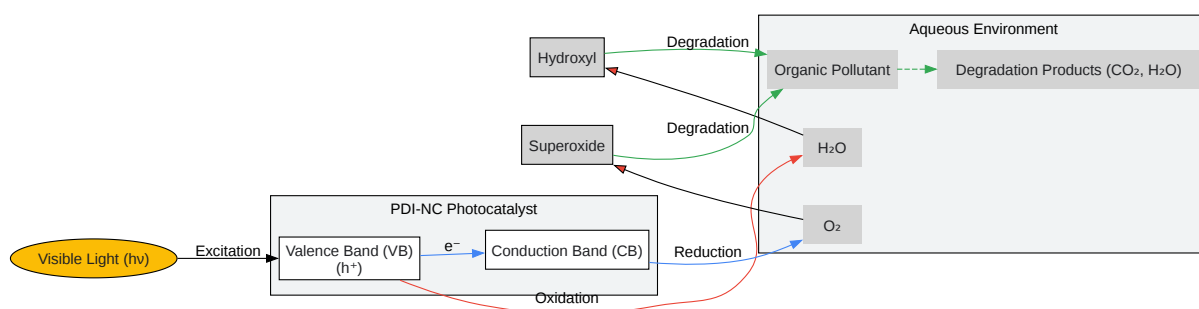 Aqueous Environment
Hydroxyl
Degradation
Organic Pollutant
Degradation Products (CO₂, H₂O)
Superoxide
Degradation
H₂O
PDI-NC Photocatalyst
O₂
Visible Light (hν)
Excitation
Valence Band (VB)
(h⁺)
e⁻
Conduction Band (CB)
Reduction
Oxidation